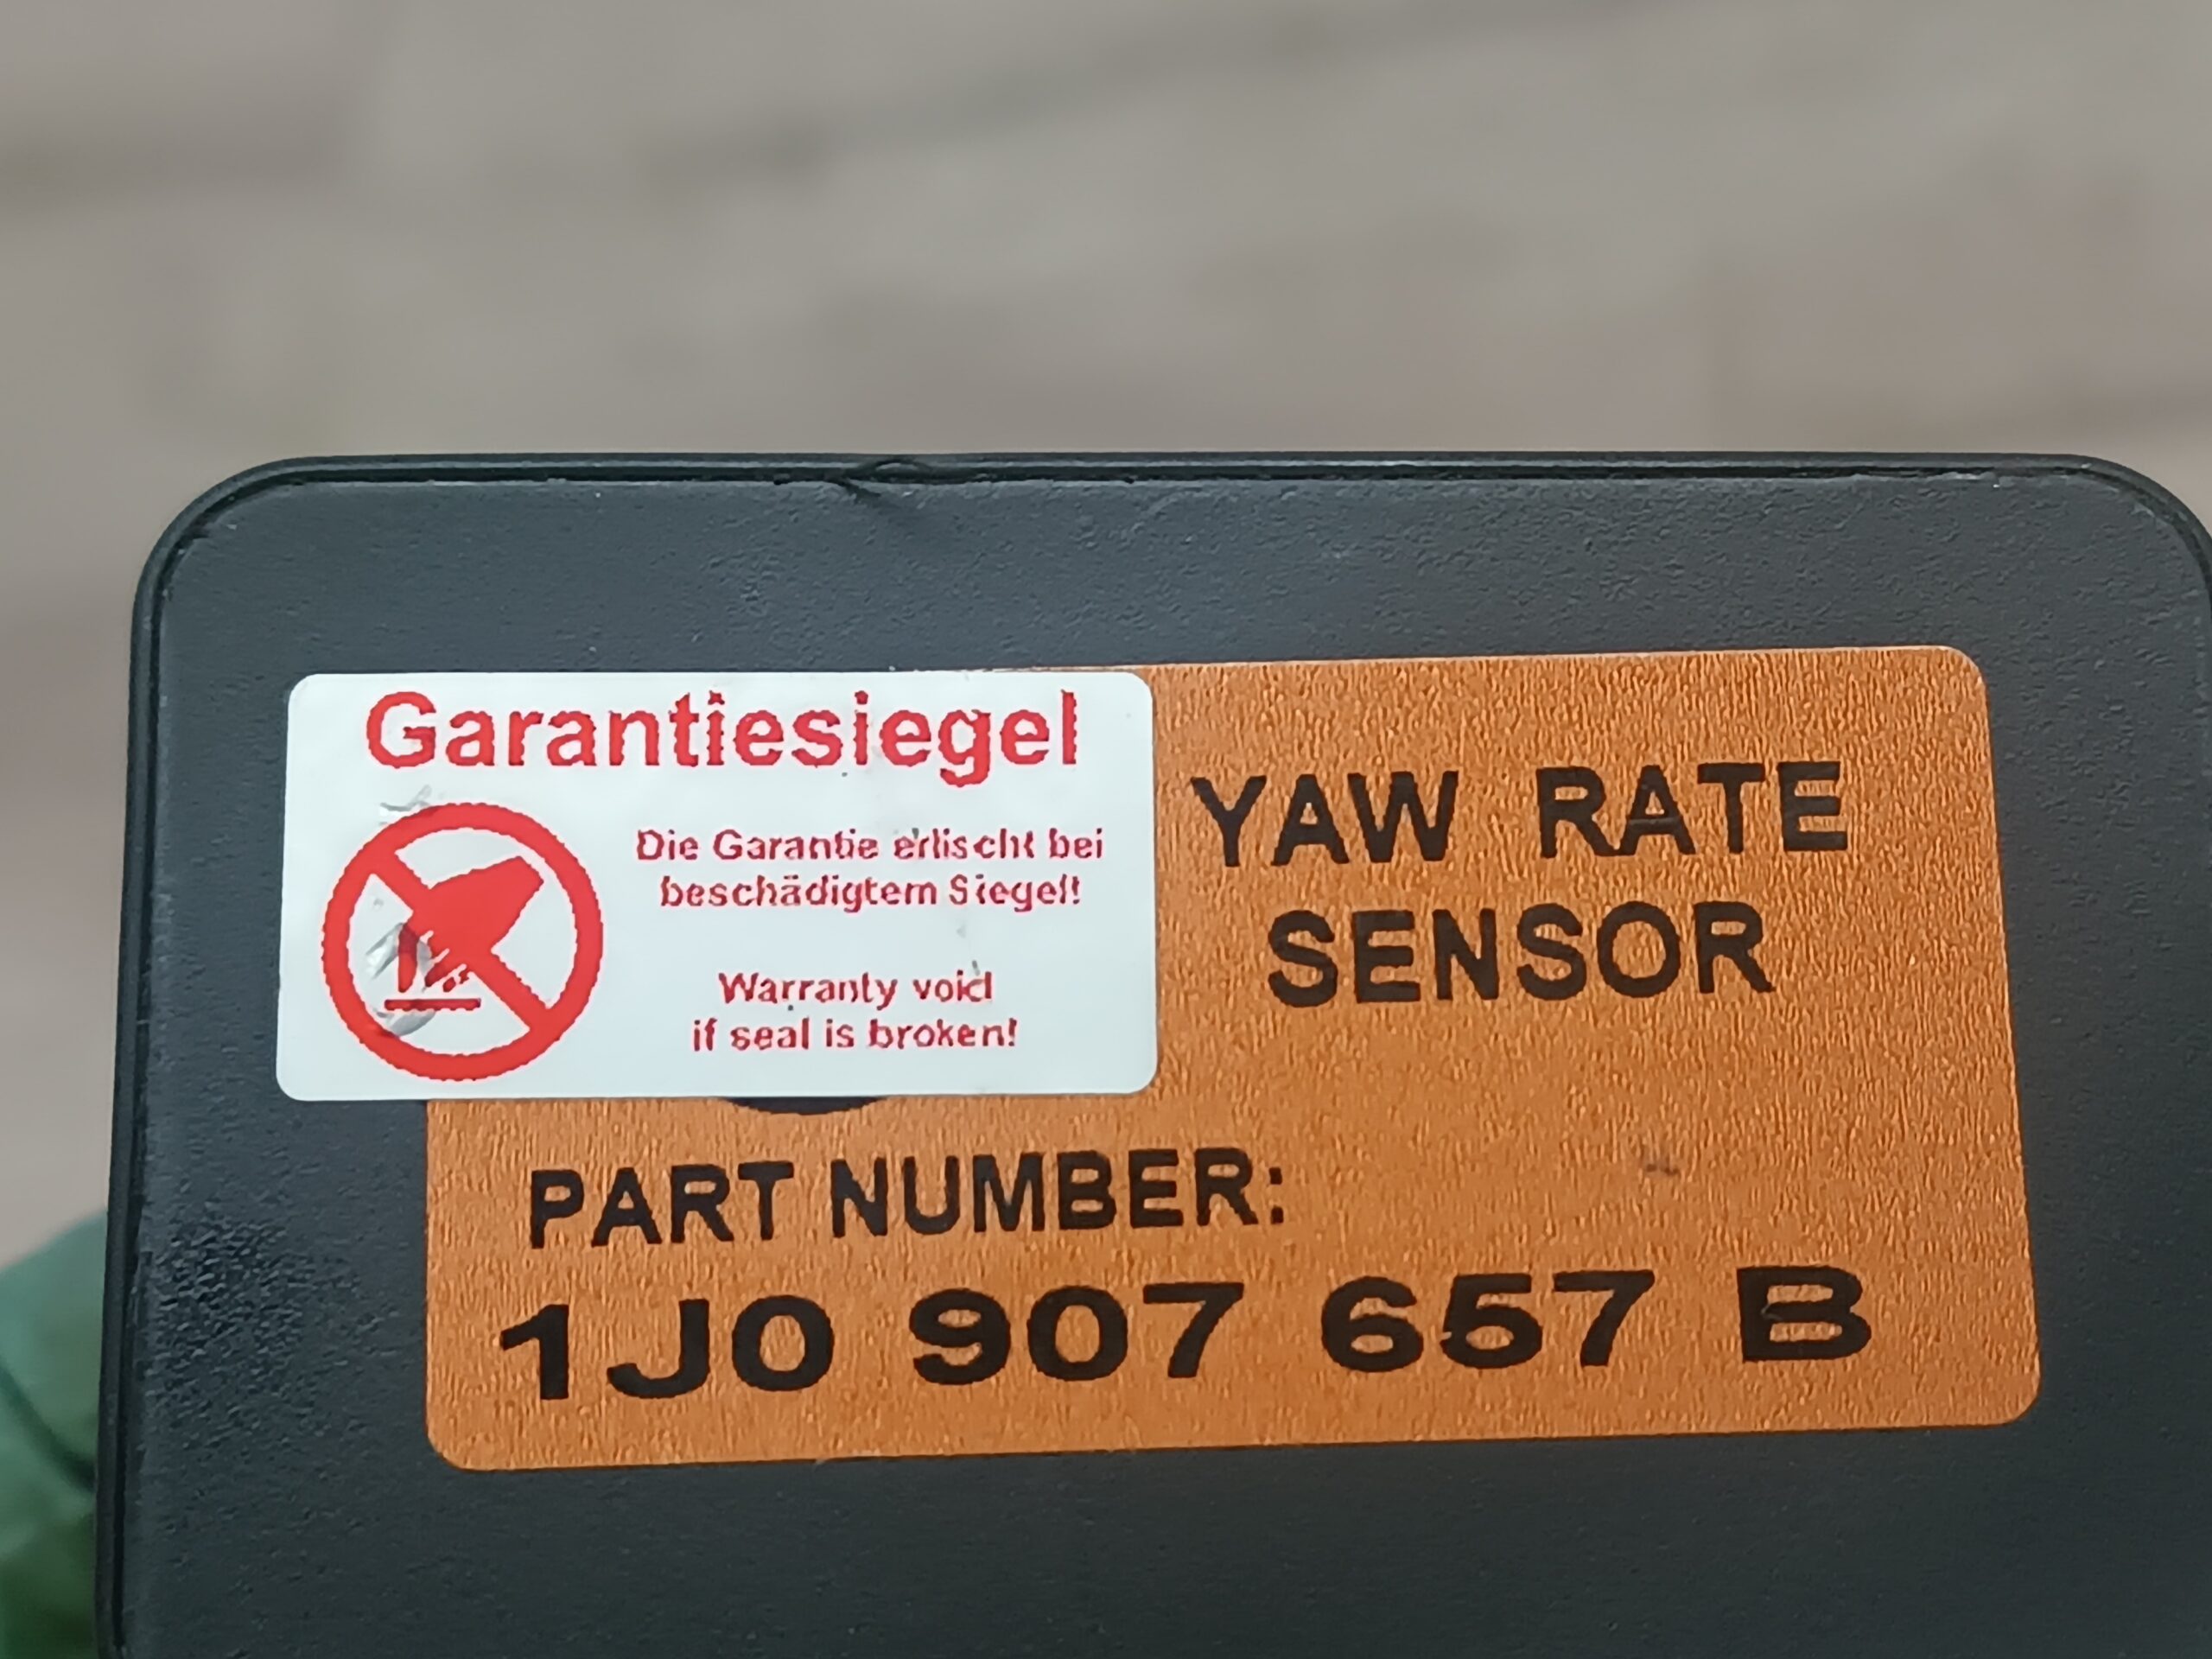 Garantiesiegel
Die Garantie erlischt bei
beschädigtem Siegel!
Warranty void
if seal is broken!
YAW RATE
SENSOR
PART NUMBER:
1J0 907 657 B